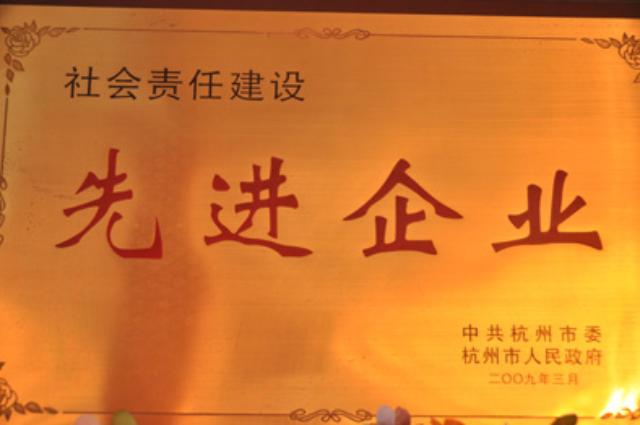 社会责任建设
先进企业
中共杭州市委
杭州市人民政府
二〇〇九年三月